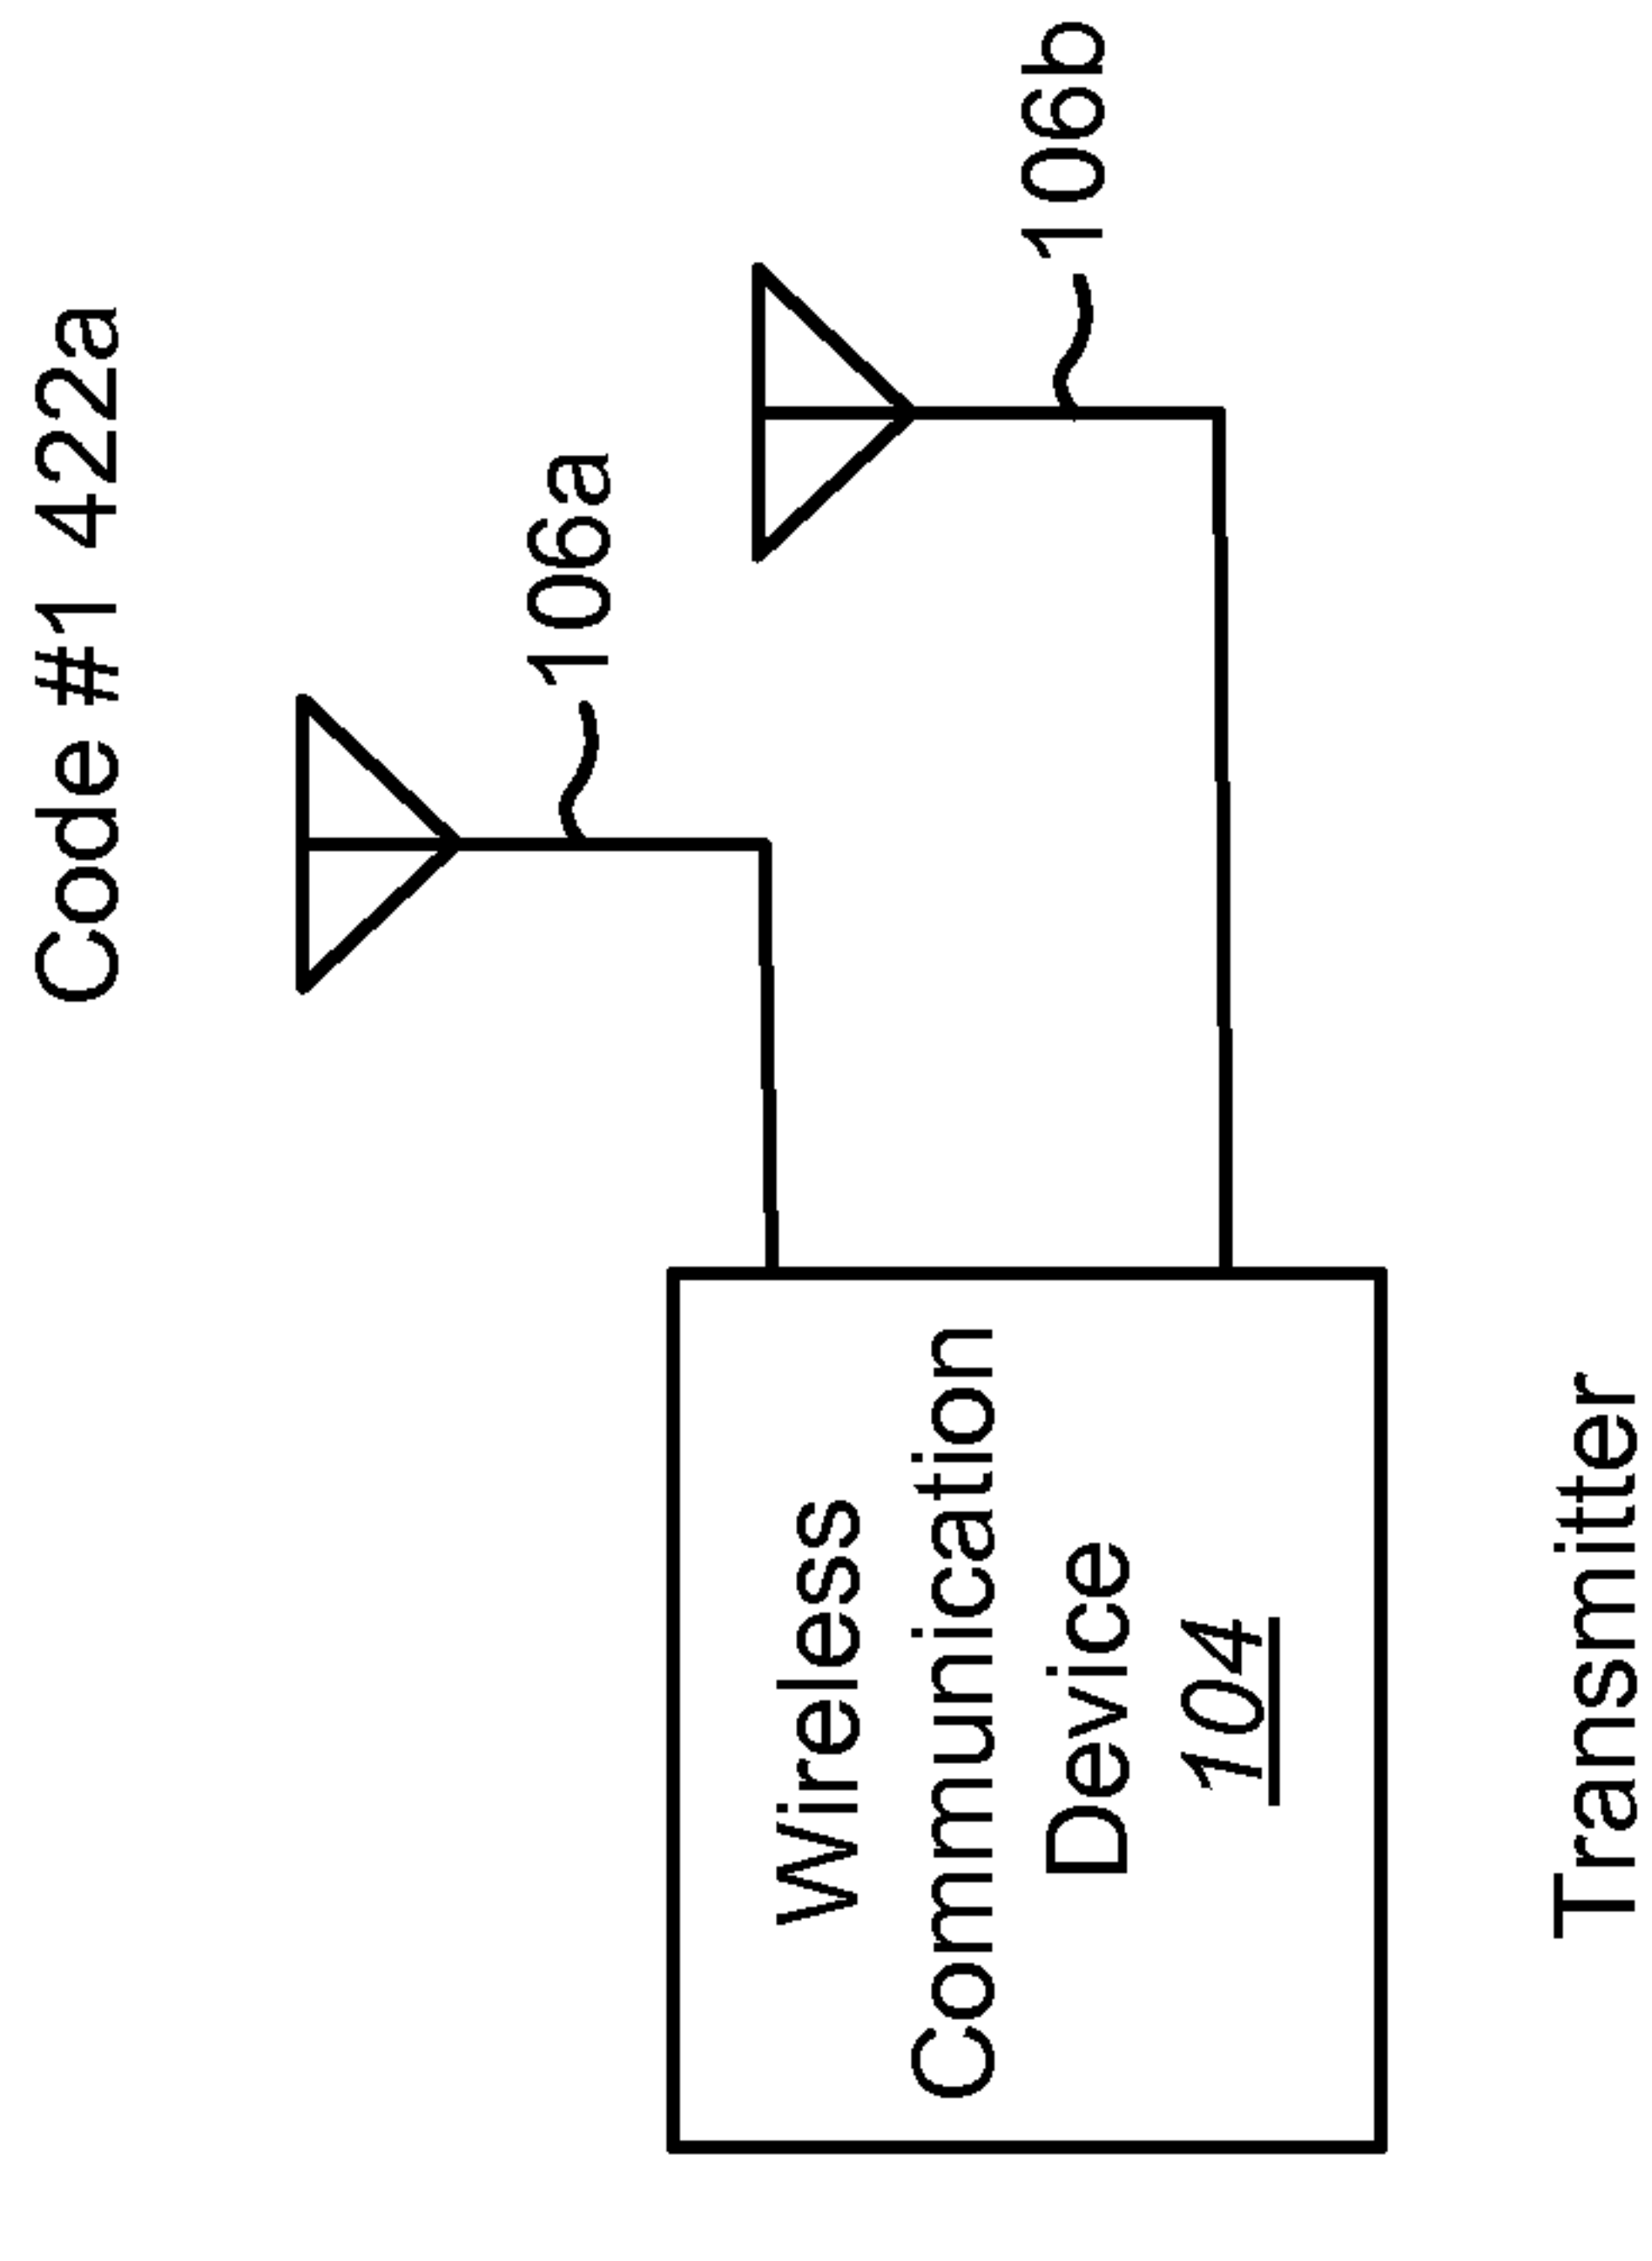 Code #1 422a
106a
106b
Wireless
Communication
Device
104
Transmitter